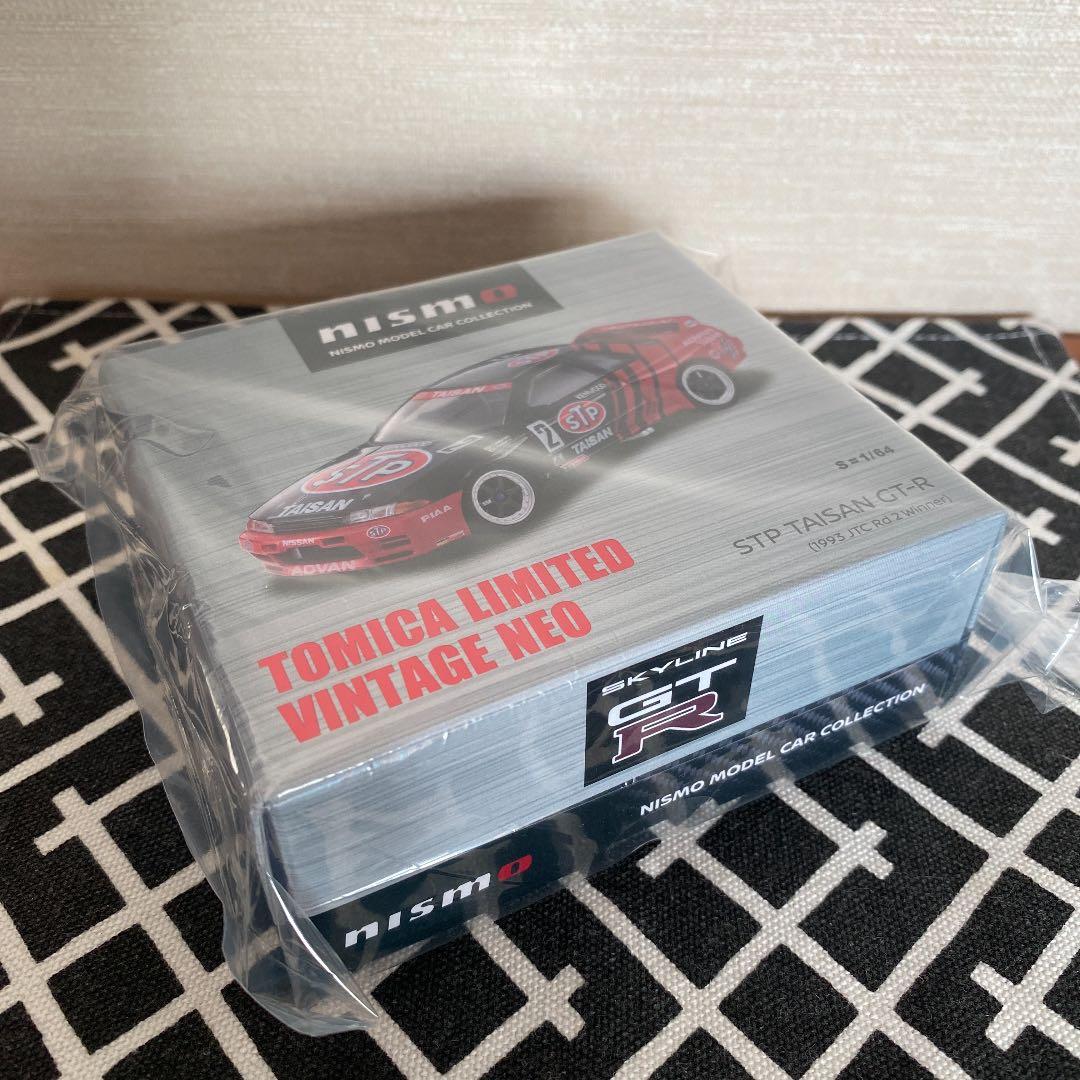 nismo
NISMO MODEL CAR COLLECTION
TAISAN
STP
TAISAN
NISSAN
ADVAN
STP
PIAA
2
STP
TAISAN
S=1/64
STP TAISAN GT-R
(1993 JTC Rd.2 Winner)
TOMICA LIMITED
VINTAGE NEO
SKYLINE
GT
R
NISMO MODEL CAR COLLECTION
nismo